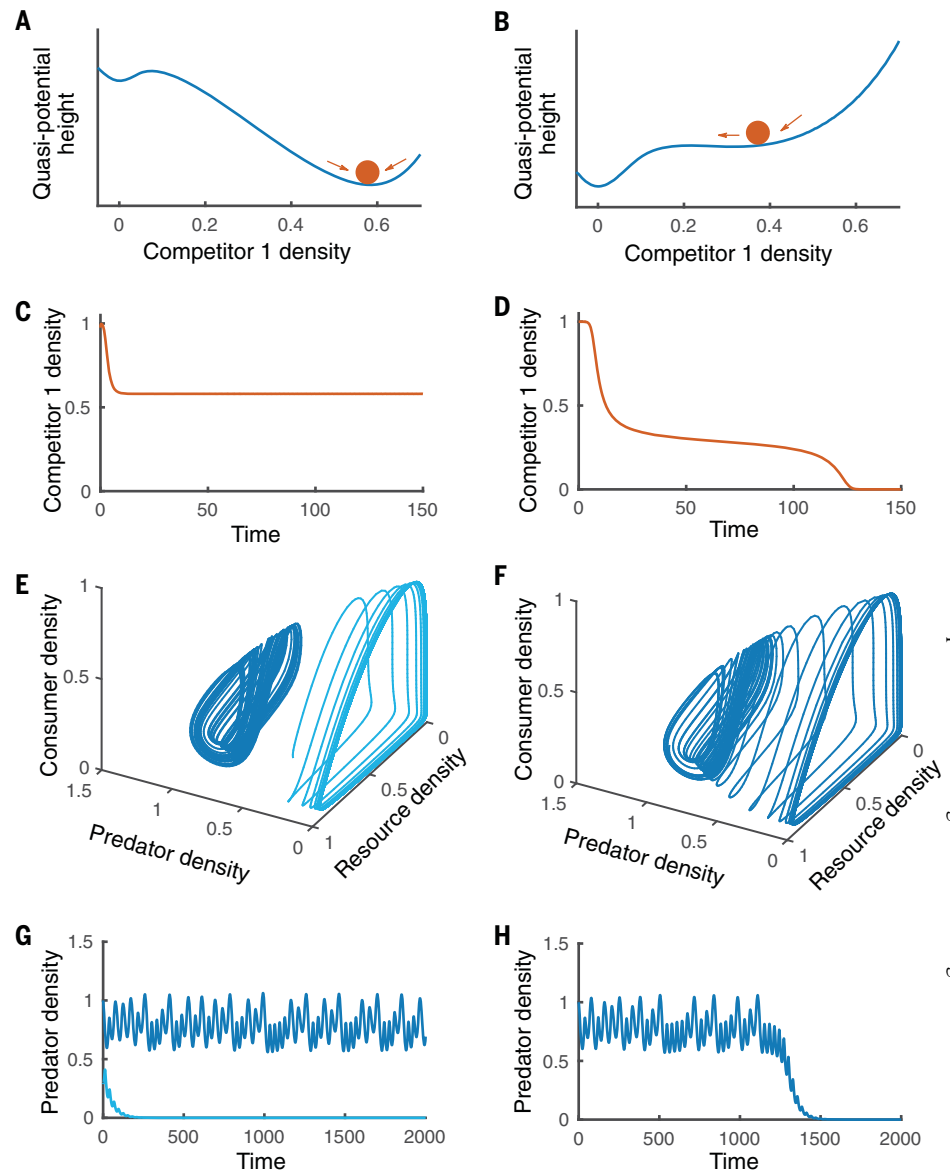 A
Quasi-potential
height
0
0.2
0.4
0.6
Competitor 1 density
B
Quasi-potential
height
0
0.2
0.4
0.6
Competitor 1 density
C
Competitor 1 density
1
0.5
0
0
50
100
150
Time
D
Competitor 1 density
1
0.5
0
0
50
100
150
Time
E
Consumer density
1
0.5
0
1.5
1
0.5
0
Predator density
1
0.5
0
Resource density
F
Consumer density
1
0.5
0
1.5
1
0.5
0
Predator density
1
0.5
0
Resource density
G
Predator density
1.5
1
0.5
0
0
500
1000
1500
2000
Time
H
Predator density
1.5
1
0.5
0
0
500
1000
1500
2000
Time